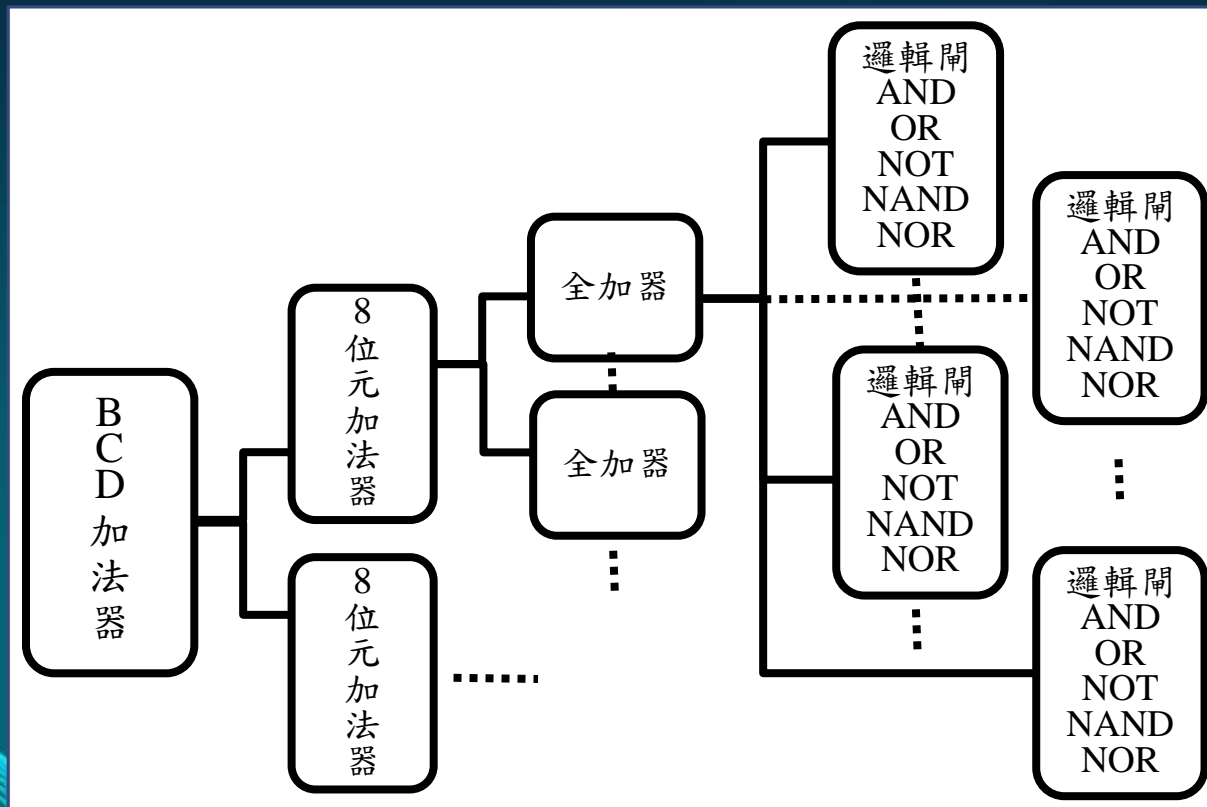 BCD加法器
8位元加法器
8位元加法器
全加器
全加器
邏輯閘
AND
OR
NOT
NAND
NOR
邏輯閘
AND
OR
NOT
NAND
NOR
邏輯閘
AND
OR
NOT
NAND
NOR
邏輯閘
AND
OR
NOT
NAND
NOR